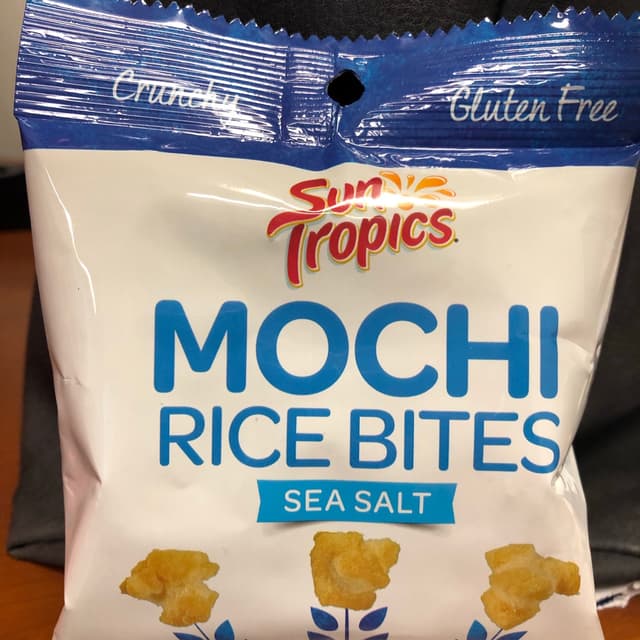 Crunchy
Gluten Free
Sun
Tropics
MOCHI
RICE BITES
SEA SALT